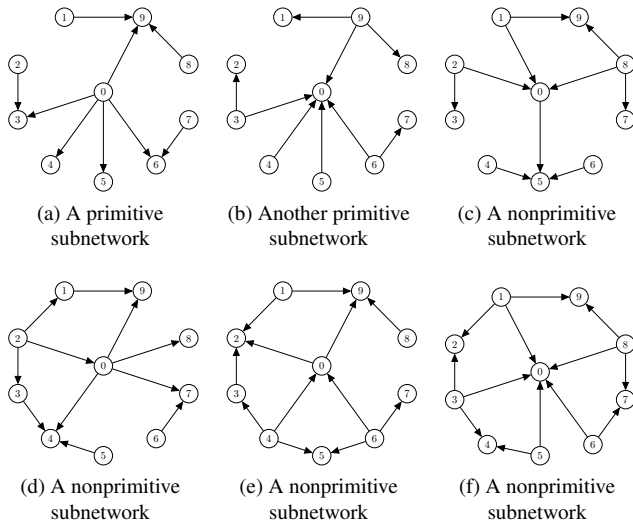 1 9 2 8 0 3 7 4 6 5
(a) A primitive
subnetwork
1 9 2 8 0 3 7 4 6 5
(b) Another primitive
subnetwork
1 9 2 8 0 3 7 4 6 5
(c) A nonprimitive
subnetwork
1 9 2 8 0 3 7 4 6 5
(d) A nonprimitive
subnetwork
1 9 2 8 0 3 7 4 6 5
(e) A nonprimitive
subnetwork
1 9 2 8 0 3 7 4 6 5
(f) A nonprimitive
subnetwork